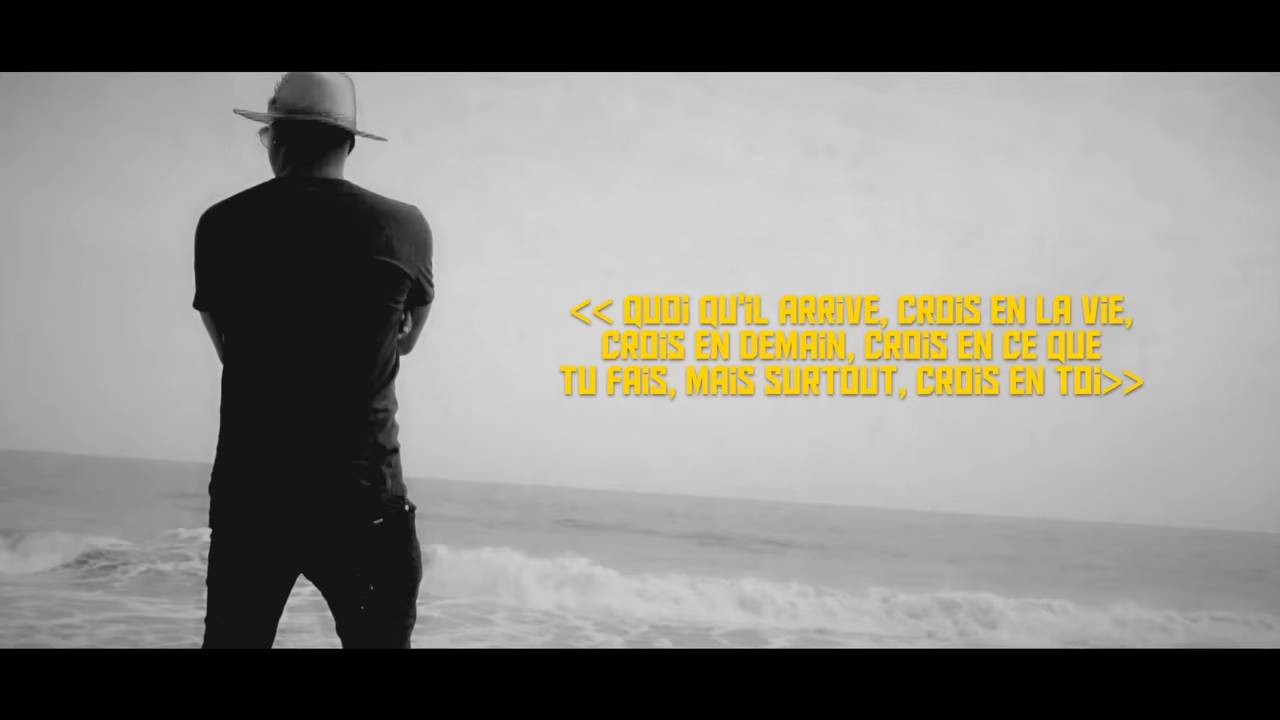 << QUOI QU'IL ARRIVE, CROIS EN LA VIE,
CROIS EN DEMAIN, CROIS EN CE QUE
TU FAIS, MAIS SURTOUT, CROIS EN TOI>>